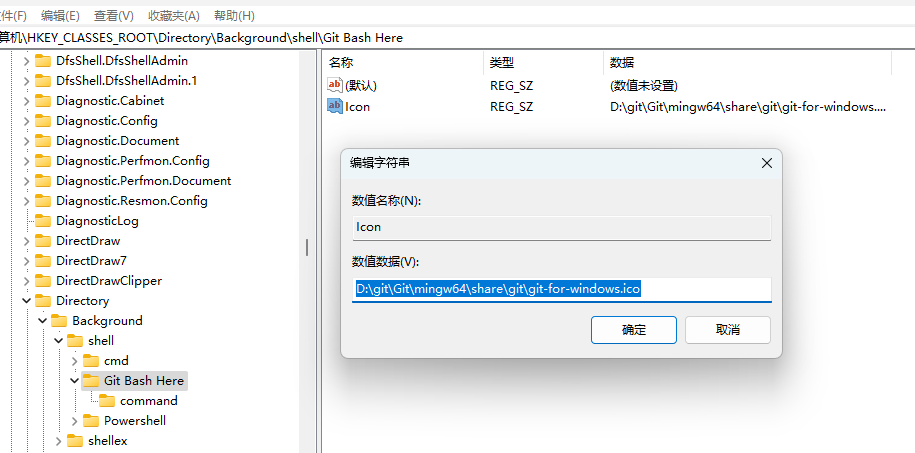 件(F) 编辑(E) 查看(V) 收藏夹(A) 帮助(H)
算机\HKEY_CLASSES_ROOT\Directory\Background\shell\Git Bash Here
DfsShell.DfsShellAdmin
DfsShell.DfsShellAdmin.1
Diagnostic.Cabinet
Diagnostic.Config
Diagnostic.Document
Diagnostic.Perfmon.Config
Diagnostic.Perfmon.Document
Diagnostic.Resmon.Config
DiagnosticLog
DirectDraw
DirectDraw7
DirectDrawClipper
Directory
Background
shell
cmd
Git Bash Here
command
Powershell
shellex
名称 类型 数据
ab (默认) REG_SZ (数值未设置)
ab Icon REG_SZ D:\git\Git\mingw64\share\git\git-for-windows....
编辑字符串
数值名称(N):
Icon
数值数据(V):
D:\git\Git\mingw64\share\git\git-for-windows.ico
确定 取消